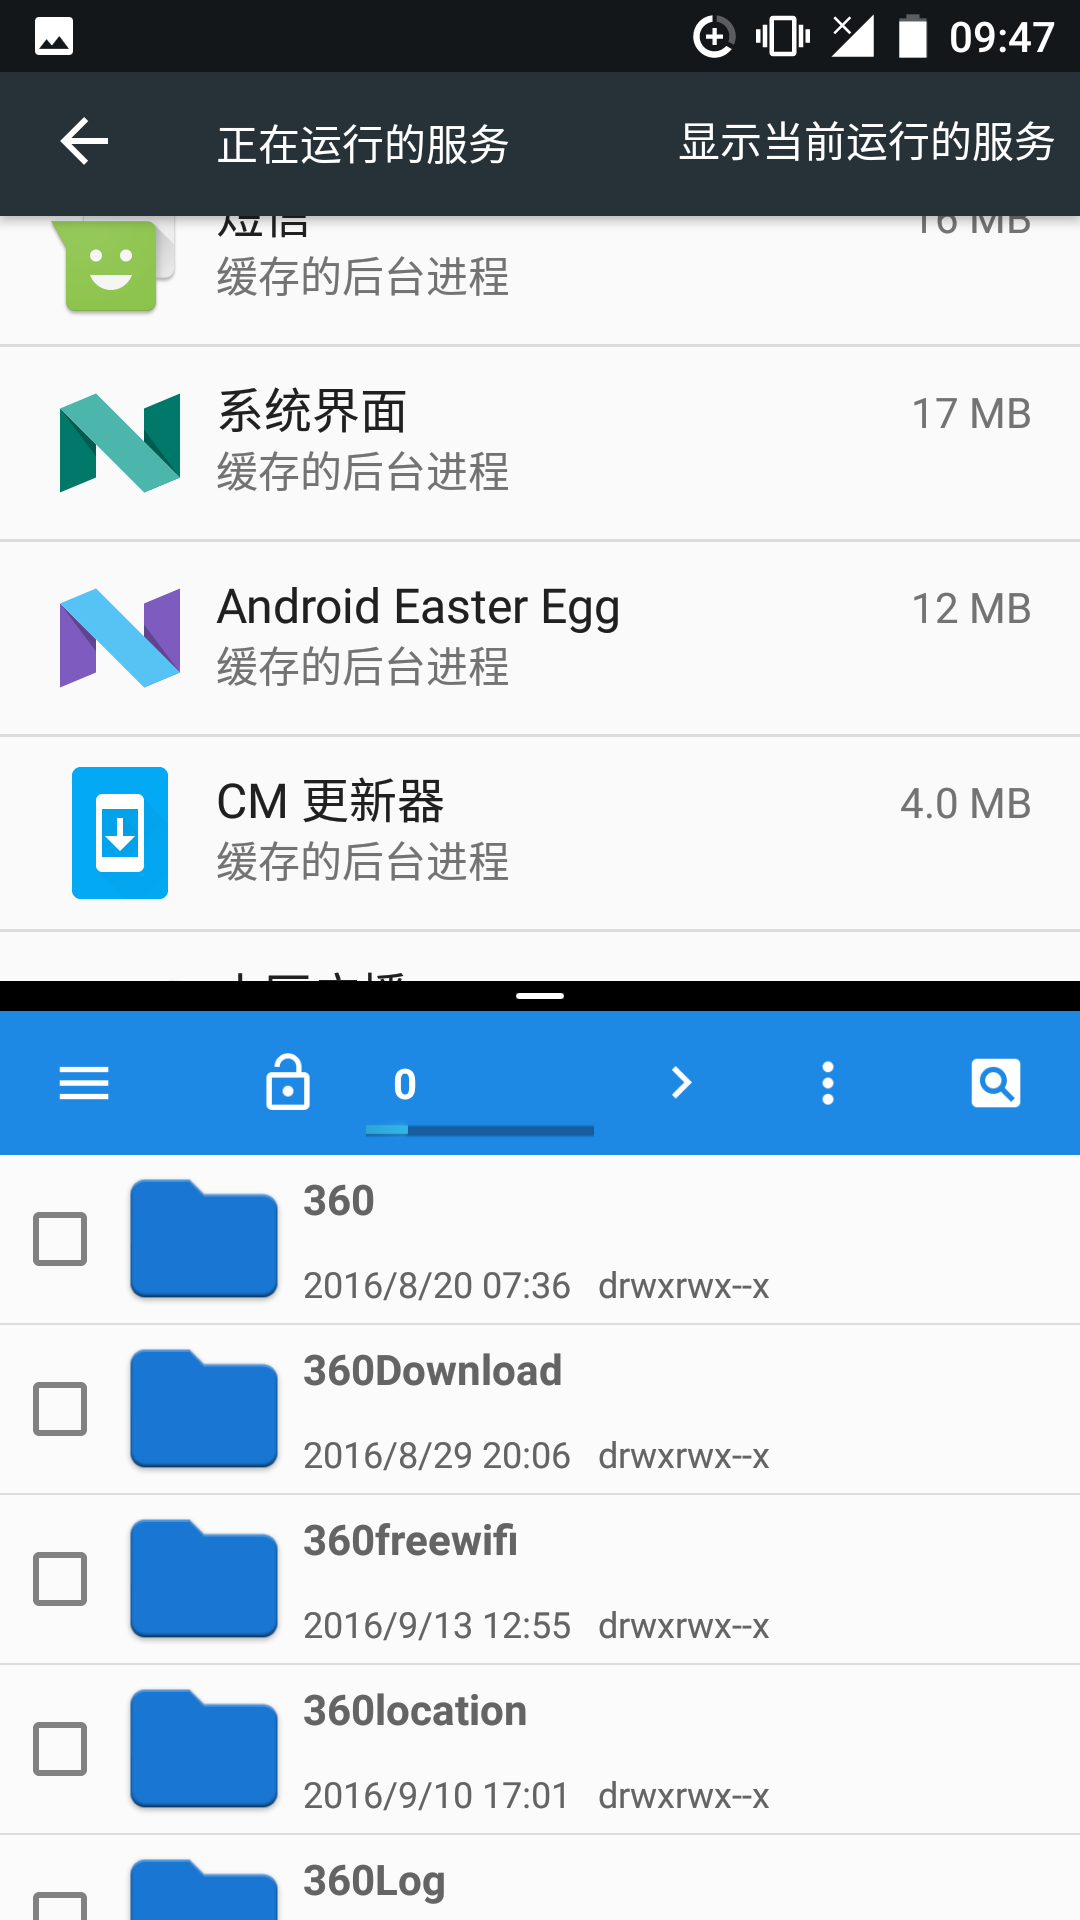 09:47
正在运行的服务
显示当前运行的服务
短信
16 MB
缓存的后台进程
系统界面
17 MB
缓存的后台进程
Android Easter Egg
12 MB
缓存的后台进程
CM 更新器
4.0 MB
缓存的后台进程
0
360
2016/8/20 07:36 drwxrwx--x
360Download
2016/8/29 20:06 drwxrwx--x
360freewifi
2016/9/13 12:55 drwxrwx--x
360location
2016/9/10 17:01 drwxrwx--x
360Log